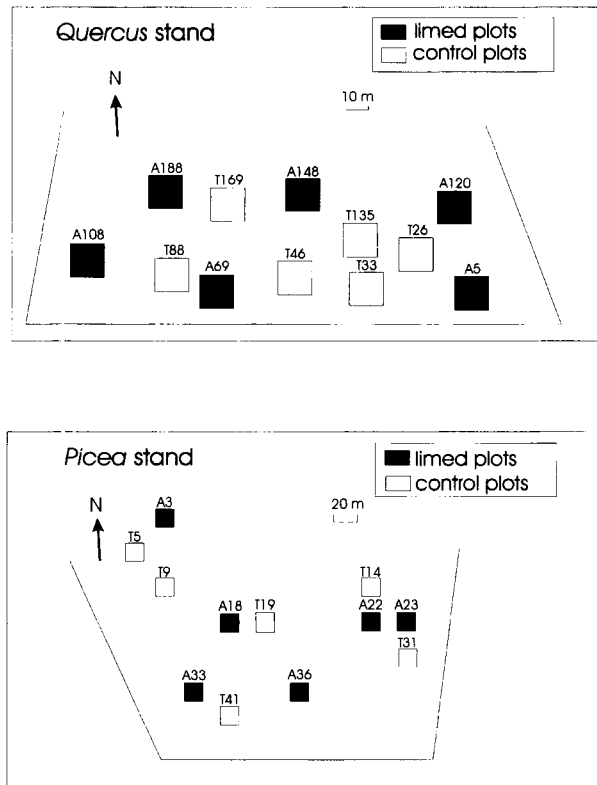 Quercus stand
limed plots
control plots
N
10 m
A188
T169
A148
A120
A108
T135
T26
T88
A69
T46
T33
A5
Picea stand
limed plots
control plots
N
A3
20 m
T5
T9
T14
A18
T19
A22
A23
T31
A33
A36
T41